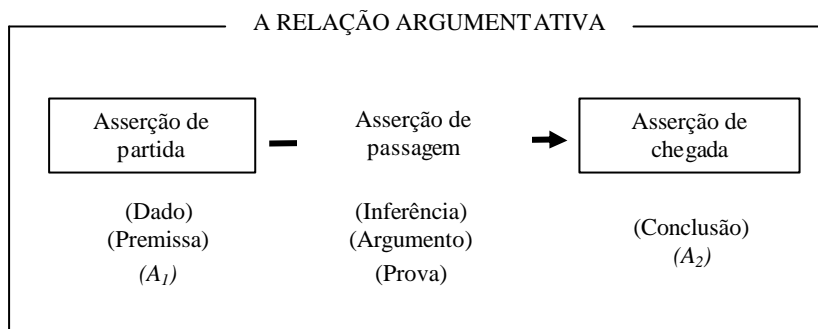 A RELAÇÃO ARGUMENTATIVA
Asserção de partida
Asserção de passagem
Asserção de chegada
(Dado)
(Premissa)
(A₁)
(Inferência)
(Argumento)
(Prova)
(Conclusão)
(A₂)